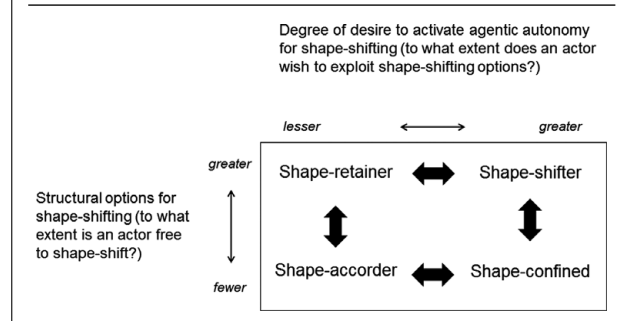 Degree of desire to activate agentic autonomy
for shape-shifting (to what extent does an actor
wish to exploit shape-shifting options?)
lesser greater
greater
Shape-retainer Shape-shifter
Structural options for
shape-shifting (to what
extent is an actor free
to shape-shift?)
Shape-accorder Shape-confined
fewer